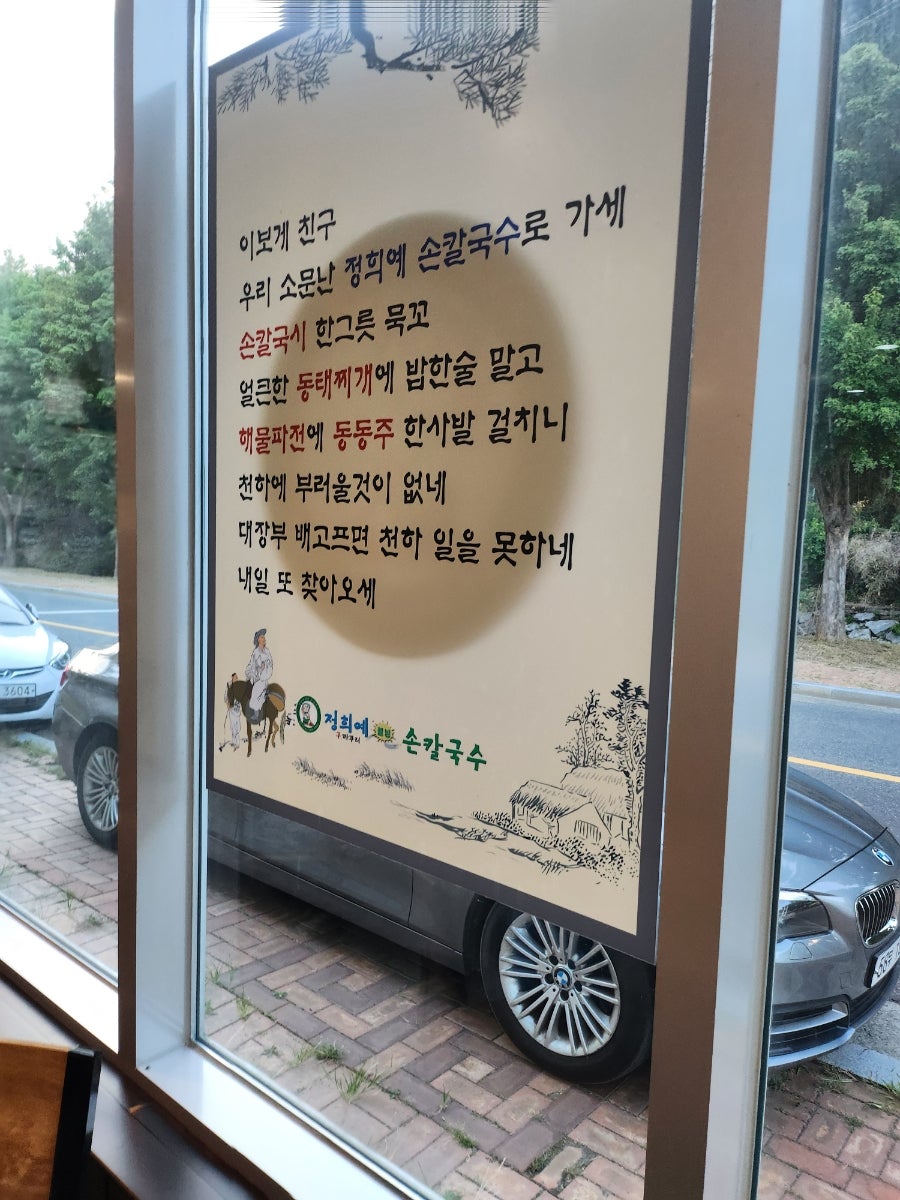 이보게 친구
우리 소문난 정희예 손칼국수로 가세
손칼국시 한그릇 묵꼬
얼큰한 동태찌개에 밥한술 말고
해물파전에 동동주 한사발 걸치니
천하에 부러울것이 없네
대장부 배고프면 천하 일을 못하네
내일 또 찾아오세
정희예 손칼국수
3604